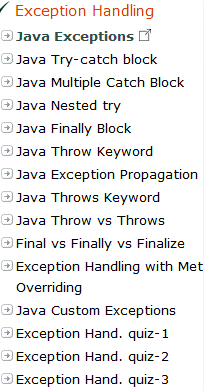 Exception Handling
Java Exceptions
Java Try-catch block
Java Multiple Catch Block
Java Nested try
Java Finally Block
Java Throw Keyword
Java Exception Propagation
Java Throws Keyword
Java Throw vs Throws
Final vs Finally vs Finalize
Exception Handling with Met
Overriding
Java Custom Exceptions
Exception Hand. quiz-1
Exception Hand. quiz-2
Exception Hand. quiz-3